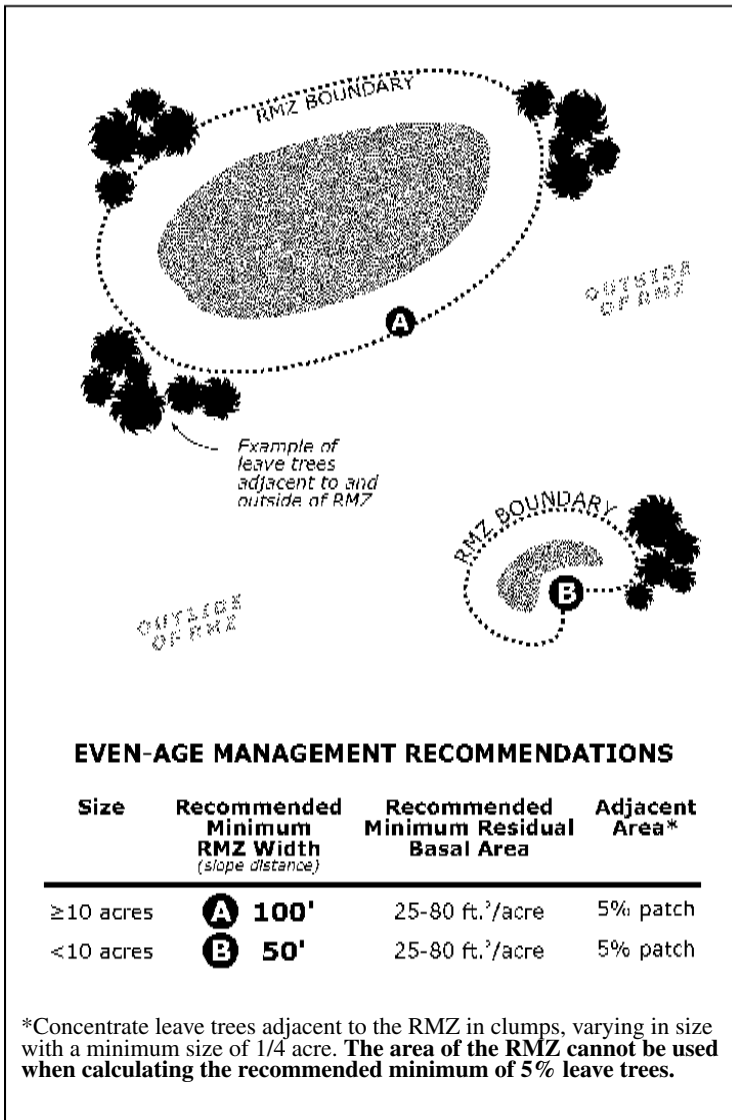 RMZ BOUNDARY
OUTSIDE
OF RMZ
A
Example of
leave trees
adjacent to and
outside of RMZ
RMZ BOUNDARY
B
OUTSIDE
OF RMZ
EVEN-AGE MANAGEMENT RECOMMENDATIONS
Size Recommended Minimum RMZ Width (slope distance) Recommended Minimum Residual Basal Area Adjacent Area*
≥10 acres A 100' 25-80 ft.²/acre 5% patch
<10 acres B 50' 25-80 ft.²/acre 5% patch
*Concentrate leave trees adjacent to the RMZ in clumps, varying in size
with a minimum size of 1/4 acre. The area of the RMZ cannot be used
when calculating the recommended minimum of 5% leave trees.